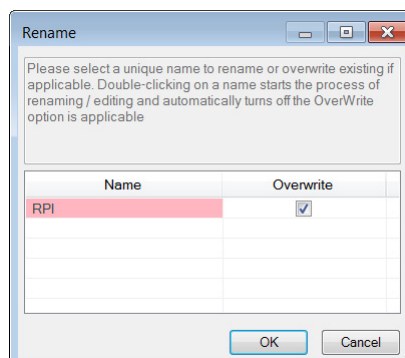 Rename
Please select a unique name to rename or overwrite existing if
applicable. Double-clicking on a name starts the process of
renaming / editing and automatically turns off the OverWrite
option is applicable
Name Overwrite
RPI
OK Cancel